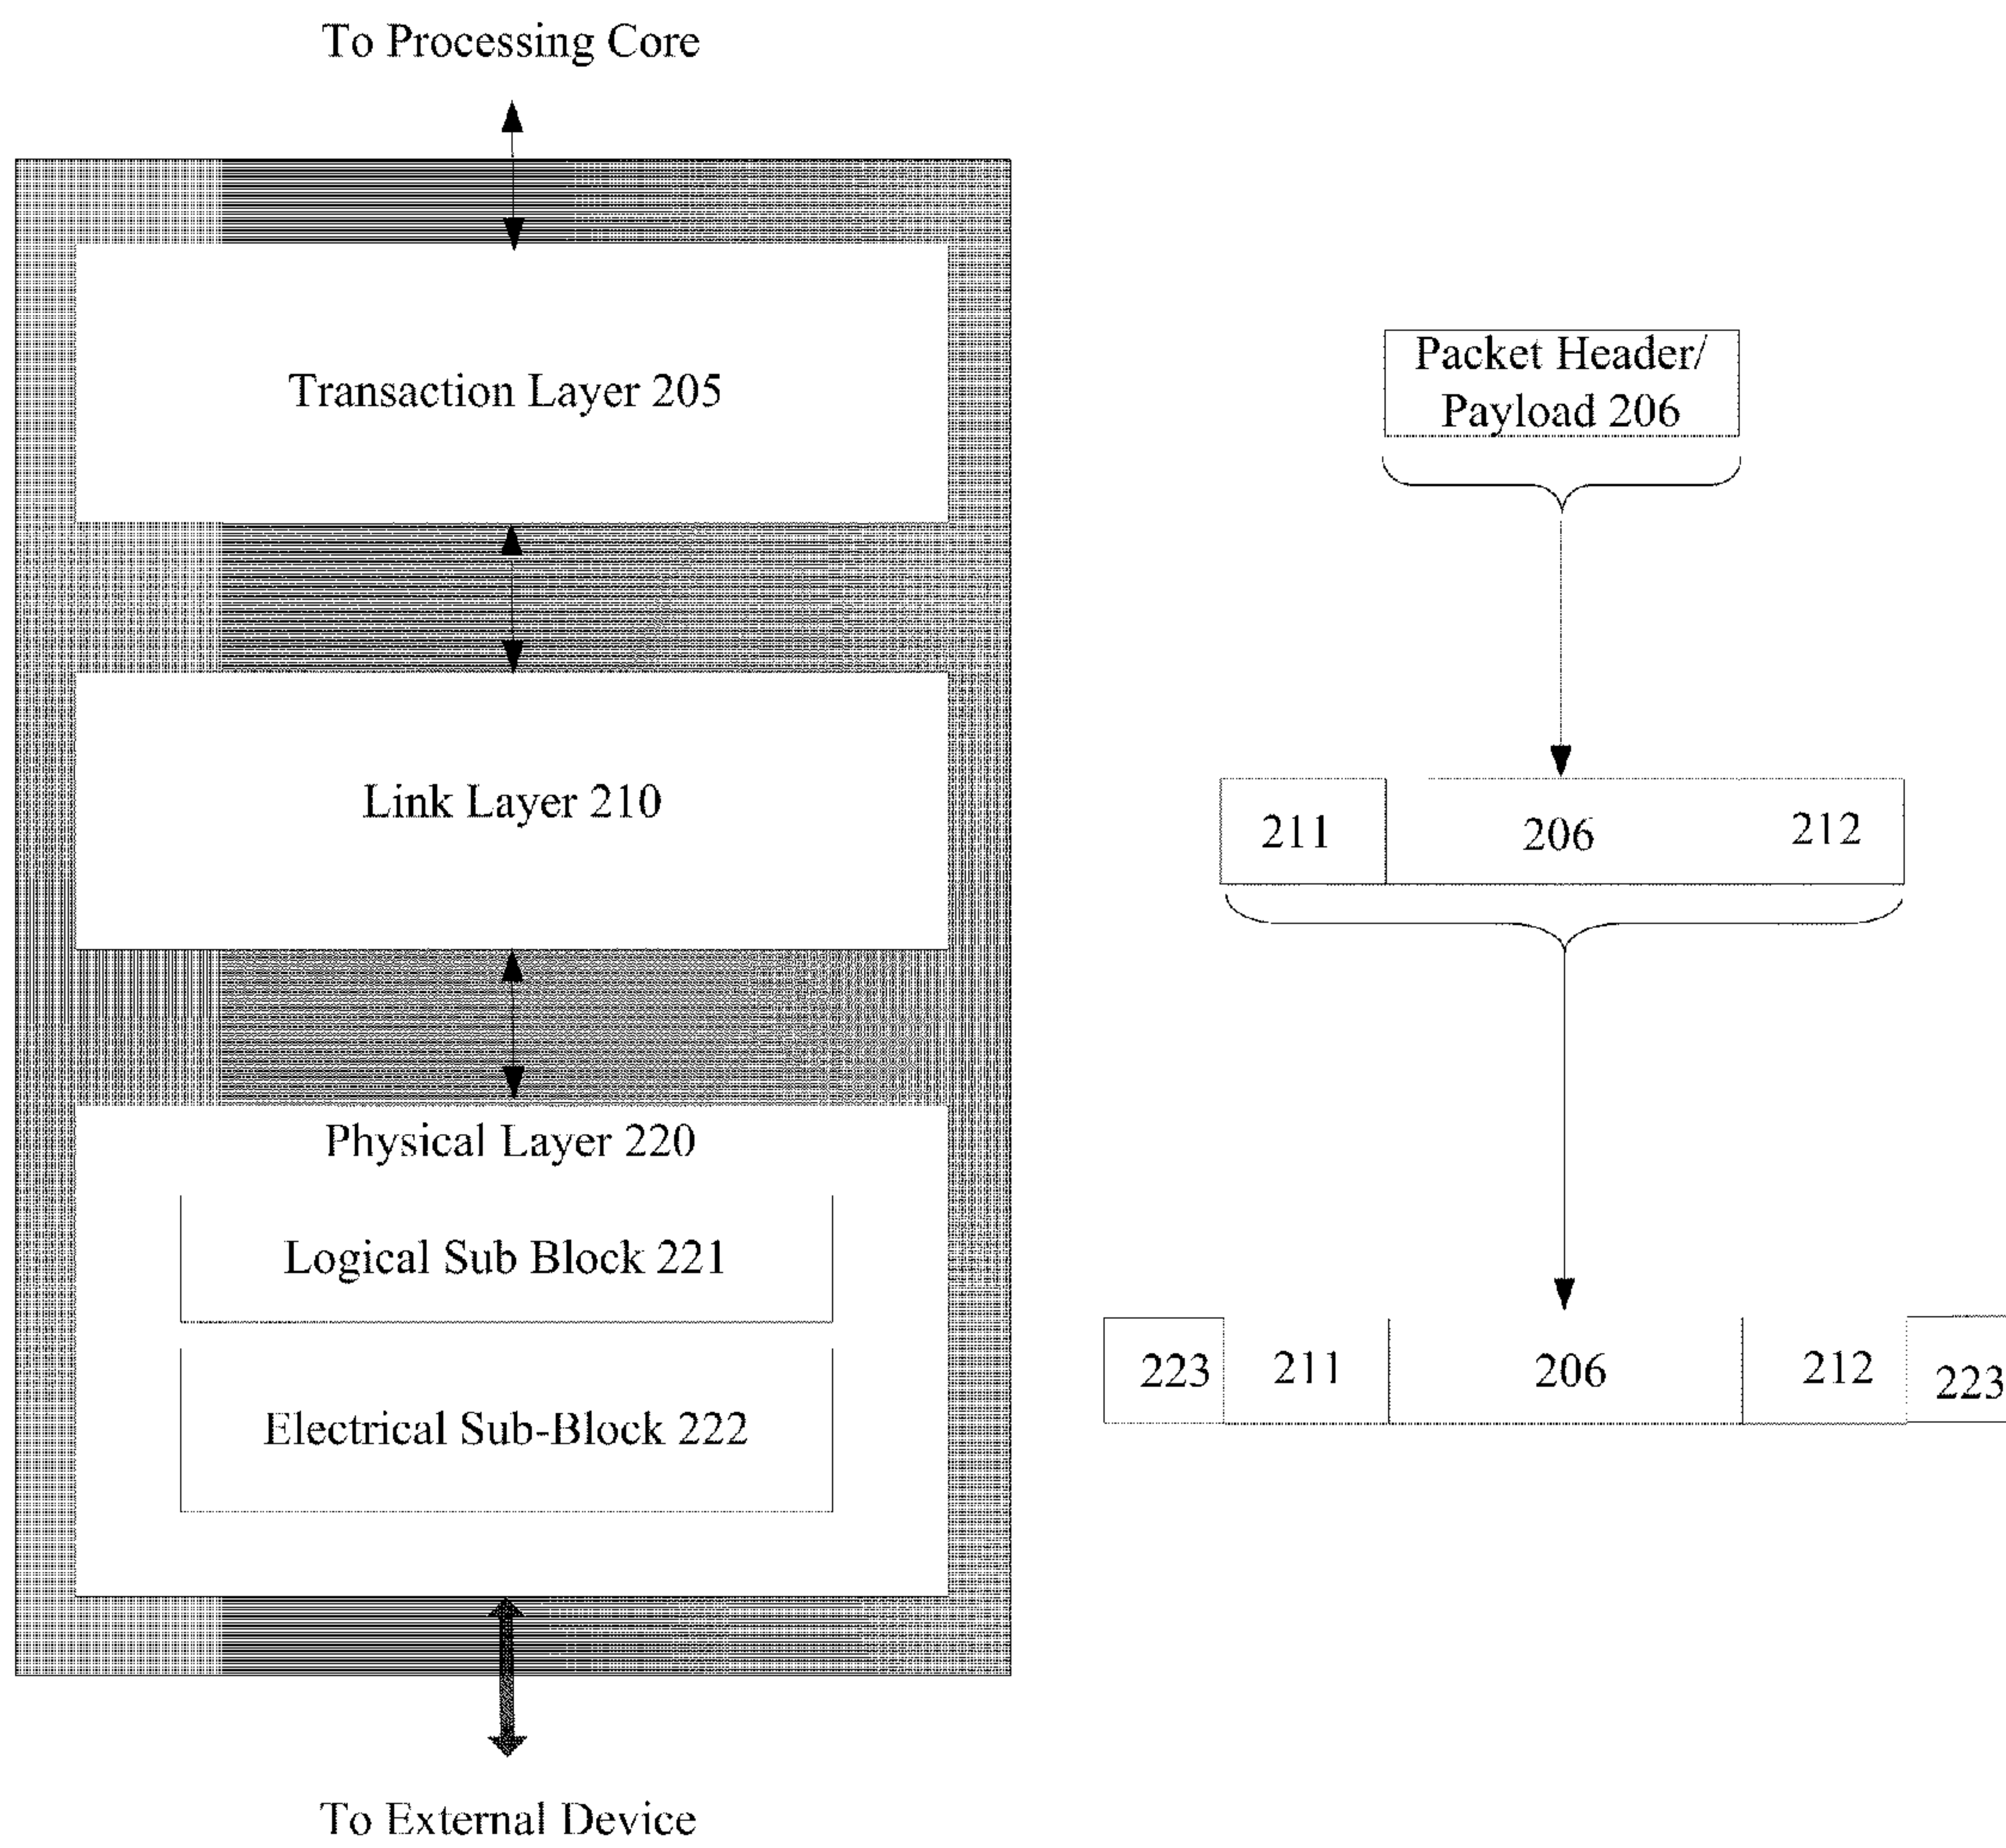 To Processing Core
Transaction Layer 205
Packet Header/
Payload 206
Link Layer 210
211 206 212
Physical Layer 220
Logical Sub Block 221
Electrical Sub-Block 222
223 211 206 212 223
To External Device